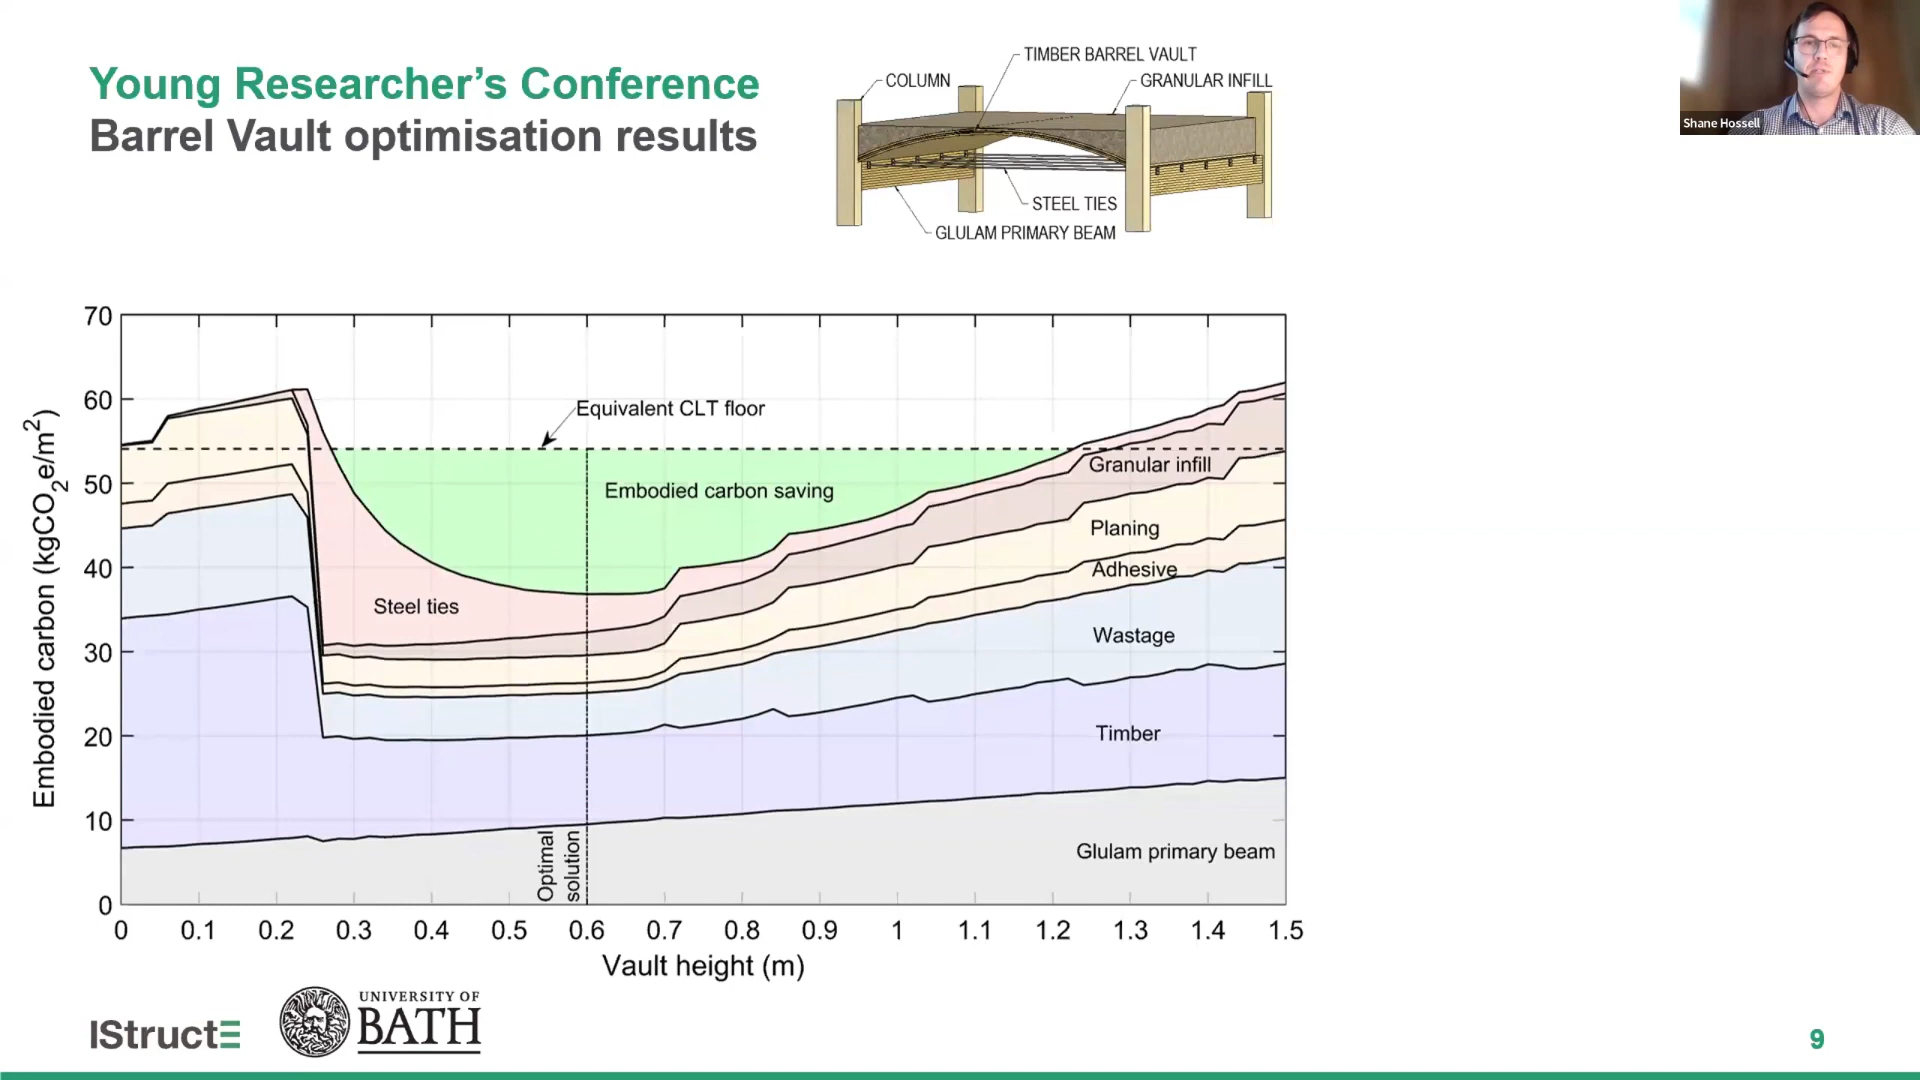 Young Researcher's Conference
Barrel Vault optimisation results
TIMBER BARREL VAULT
COLUMN
GRANULAR INFILL
STEEL TIES
GLULAM PRIMARY BEAM
Shane Hossell
Embodied carbon (kgCO2e/m2)
70
60
50
40
30
20
10
0
Equivalent CLT floor
Embodied carbon saving
Granular infill
Planing
Adhesive
Steel ties
Wastage
Timber
Glulam primary beam
Optimal
solution
0 0.1 0.2 0.3 0.4 0.5 0.6 0.7 0.8 0.9 1 1.1 1.2 1.3 1.4 1.5
Vault height (m)
IStructE
UNIVERSITY OF
BATH
9